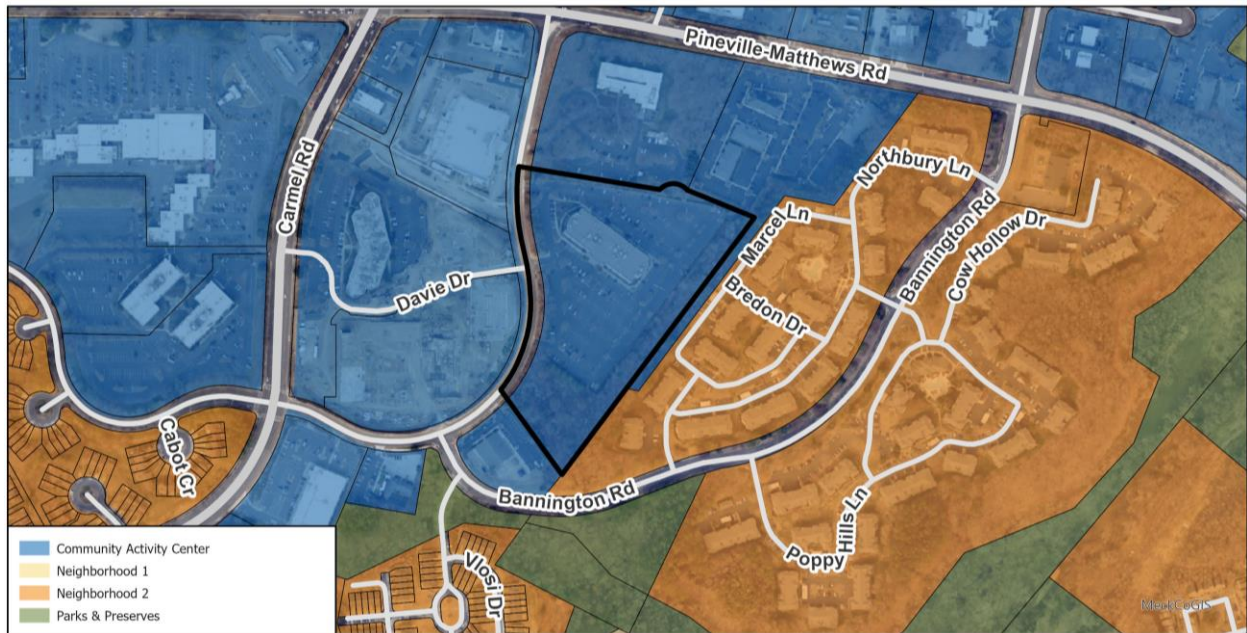 Pineville-Matthews Rd
Carmel Rd
Northbury Ln
Marcel Ln
Bannington Rd
Cow Hollow Dr
Davie Dr
Bredon Dr
Cabot Cr
Bannington Rd
Poppy Hills Ln
Vlosi Dr
Community Activity Center
Neighborhood 1
Neighborhood 2
Parks & Preserves
MeckCoGIS